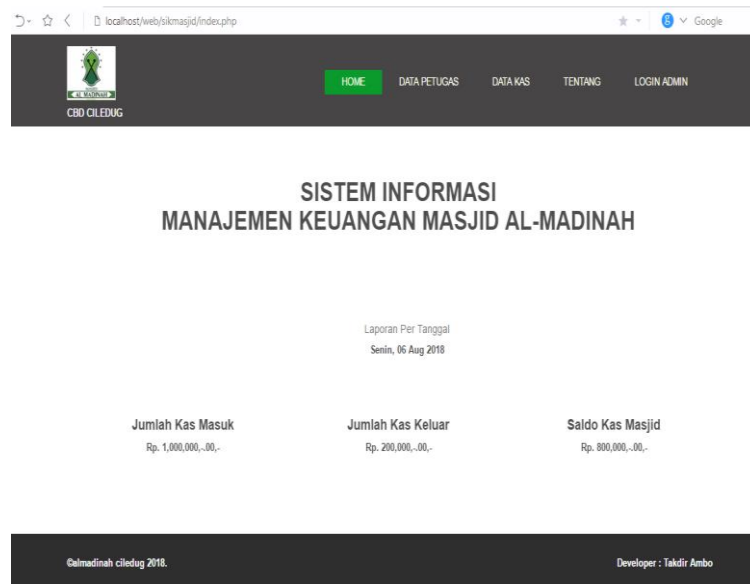 localhost/web/sikmasjid/index.php
Google
AL MADINAH
CBD CILEDUG
HOME
DATA PETUGAS
DATA KAS
TENTANG
LOGIN ADMIN
SISTEM INFORMASI
MANAJEMEN KEUANGAN MASJID AL-MADINAH
Laporan Per Tanggal
Senin, 06 Aug 2018
Jumlah Kas Masuk
Jumlah Kas Keluar
Saldo Kas Masjid
Rp. 1,000,000,-.00,-
Rp. 200,000,-.00,-
Rp. 800,000,-.00,-
©almadinah ciledug 2018.
Developer : Takdir Ambo